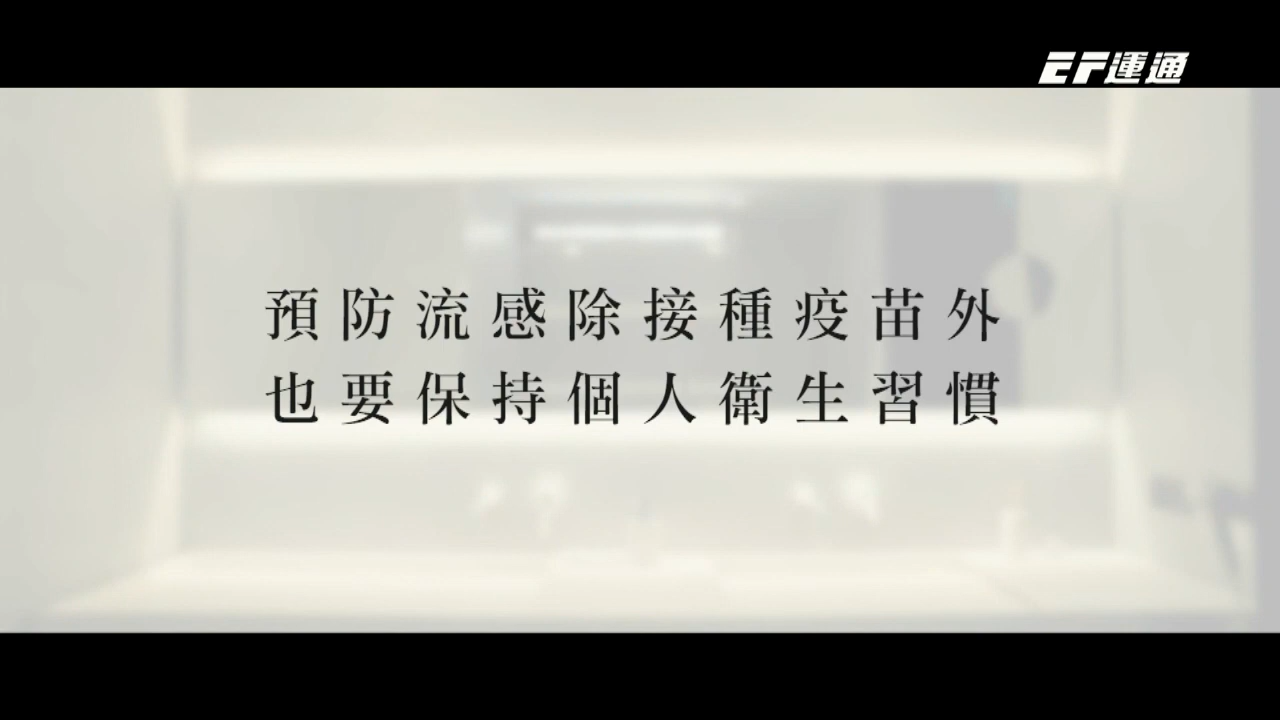 EF運通
預防流感除接種疫苗外
也要保持個人衛生習慣